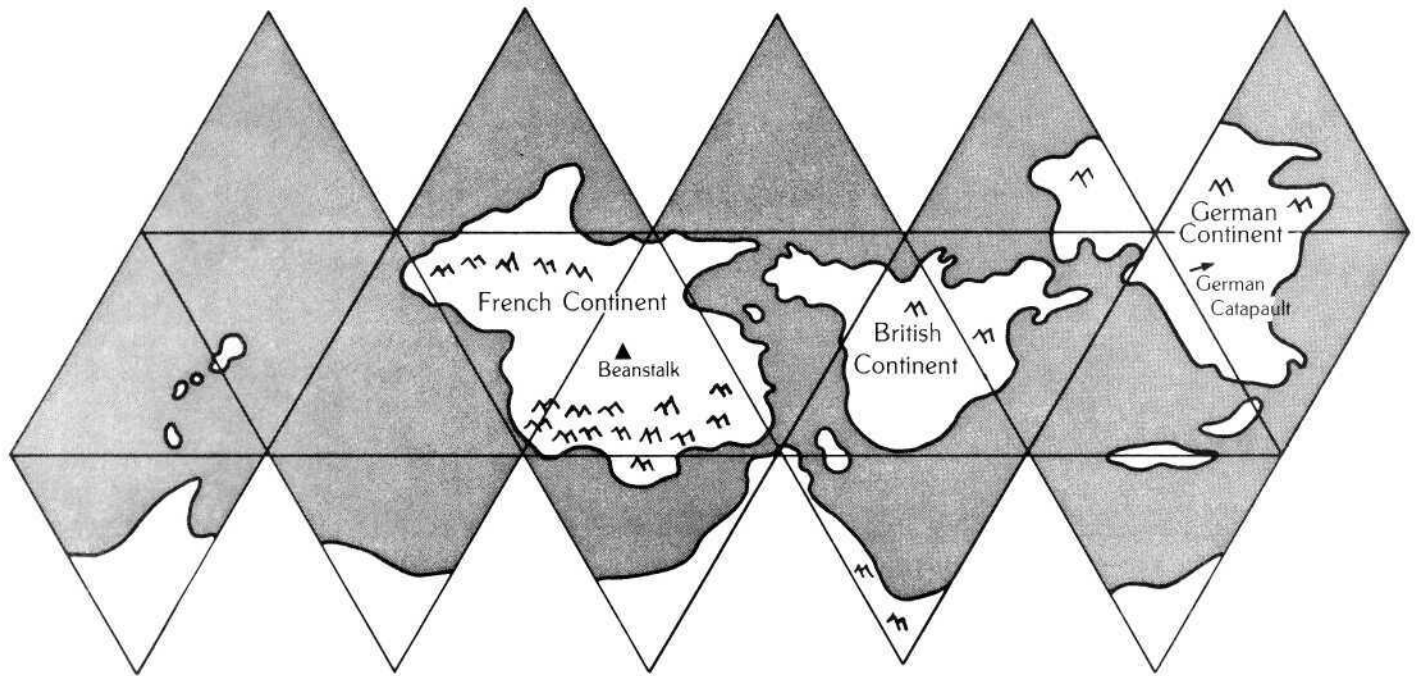 German
Continent
French Continent
German
Catapault
British
Continent
Beanstalk